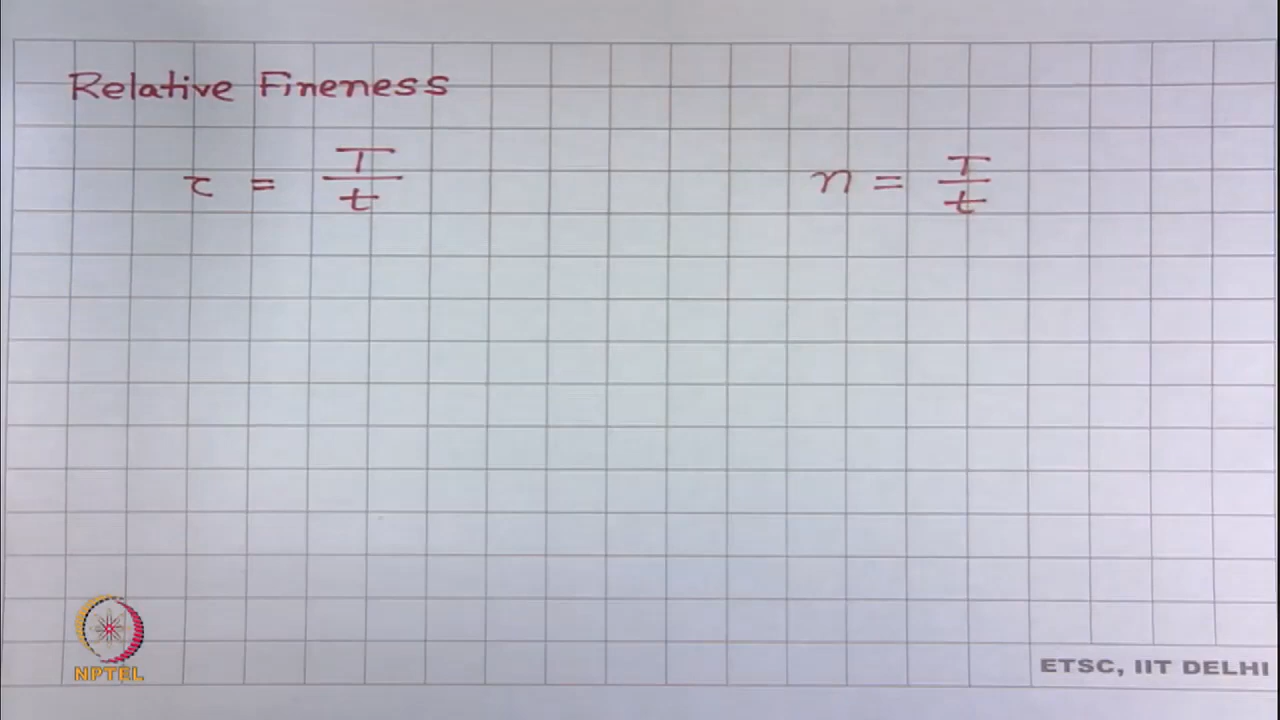 Relative Fineness
τ = T/t
n = T/t
NPTEL
ETSC, IIT DELHI